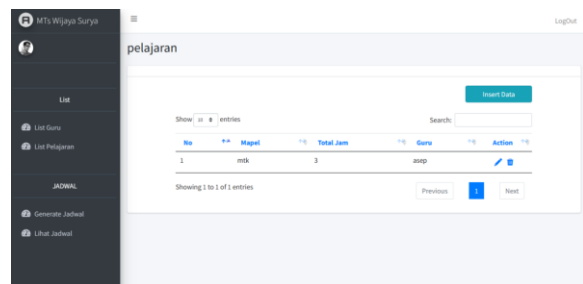 MTs Wijaya Surya
LogOut
pelajaran
List
List Guru
List Pelajaran
JADWAL
Generate Jadwal
Lihat Jadwal
Insert Data
Show 10 entries
Search:
No Mapel Total Jam Guru Action
1 mtk 3 asep
Showing 1 to 1 of 1 entries
Previous 1 Next